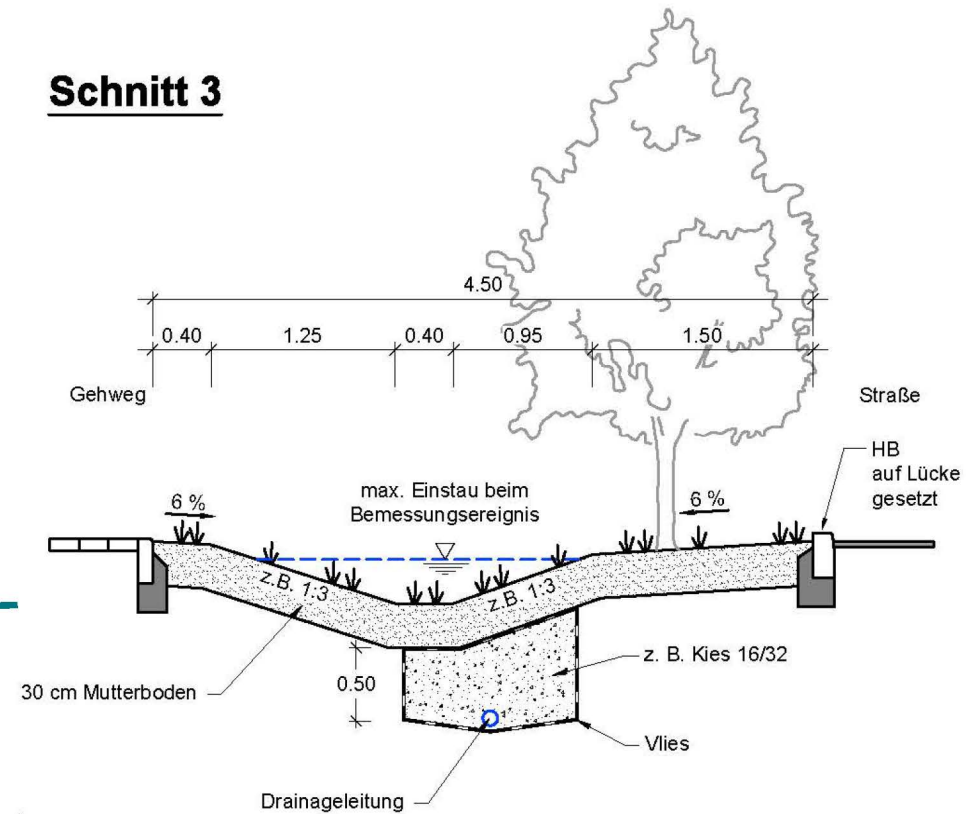 Schnitt 3
4.50
0.40
1.25
0.40
0.95
1.50
Gehweg
Straße
HB
auf Lücke
gesetzt
6 %
max. Einstau beim
Bemessungsereignis
6 %
z.B. 1:3
z.B. 1:3
0.50
z. B. Kies 16/32
30 cm Mutterboden
Vlies
Drainageleitung